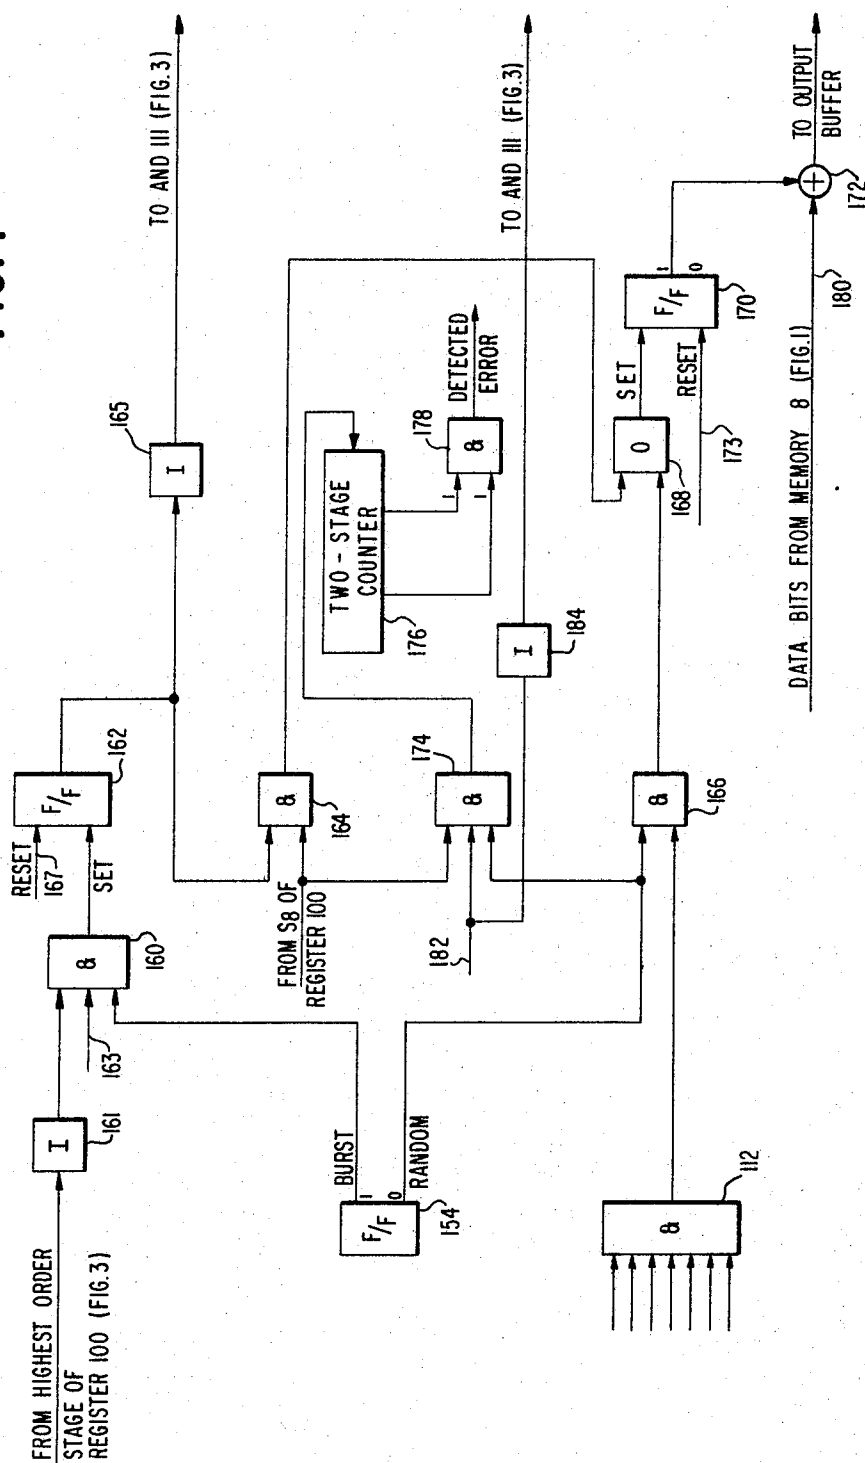 FROM HIGHEST ORDER
STAGE OF
REGISTER 100 (FIG.3)
I
161
163
&
160
RESET
167
SET
F/F
162
I
165
TO AND 111 (FIG.3)
&
164
FROM S8 OF
REGISTER 100
182
&
174
TWO-STAGE
COUNTER
176
1
1
&
178
DETECTED
ERROR
I
184
TO AND 111 (FIG.3)
F/F
1
0
154
BURST
RANDOM
&
112
&
166
O
168
SET
RESET
173
F/F
1
0
170
DATA BITS FROM MEMORY 8 (FIG.1)
180
+
172
TO OUTPUT
BUFFER